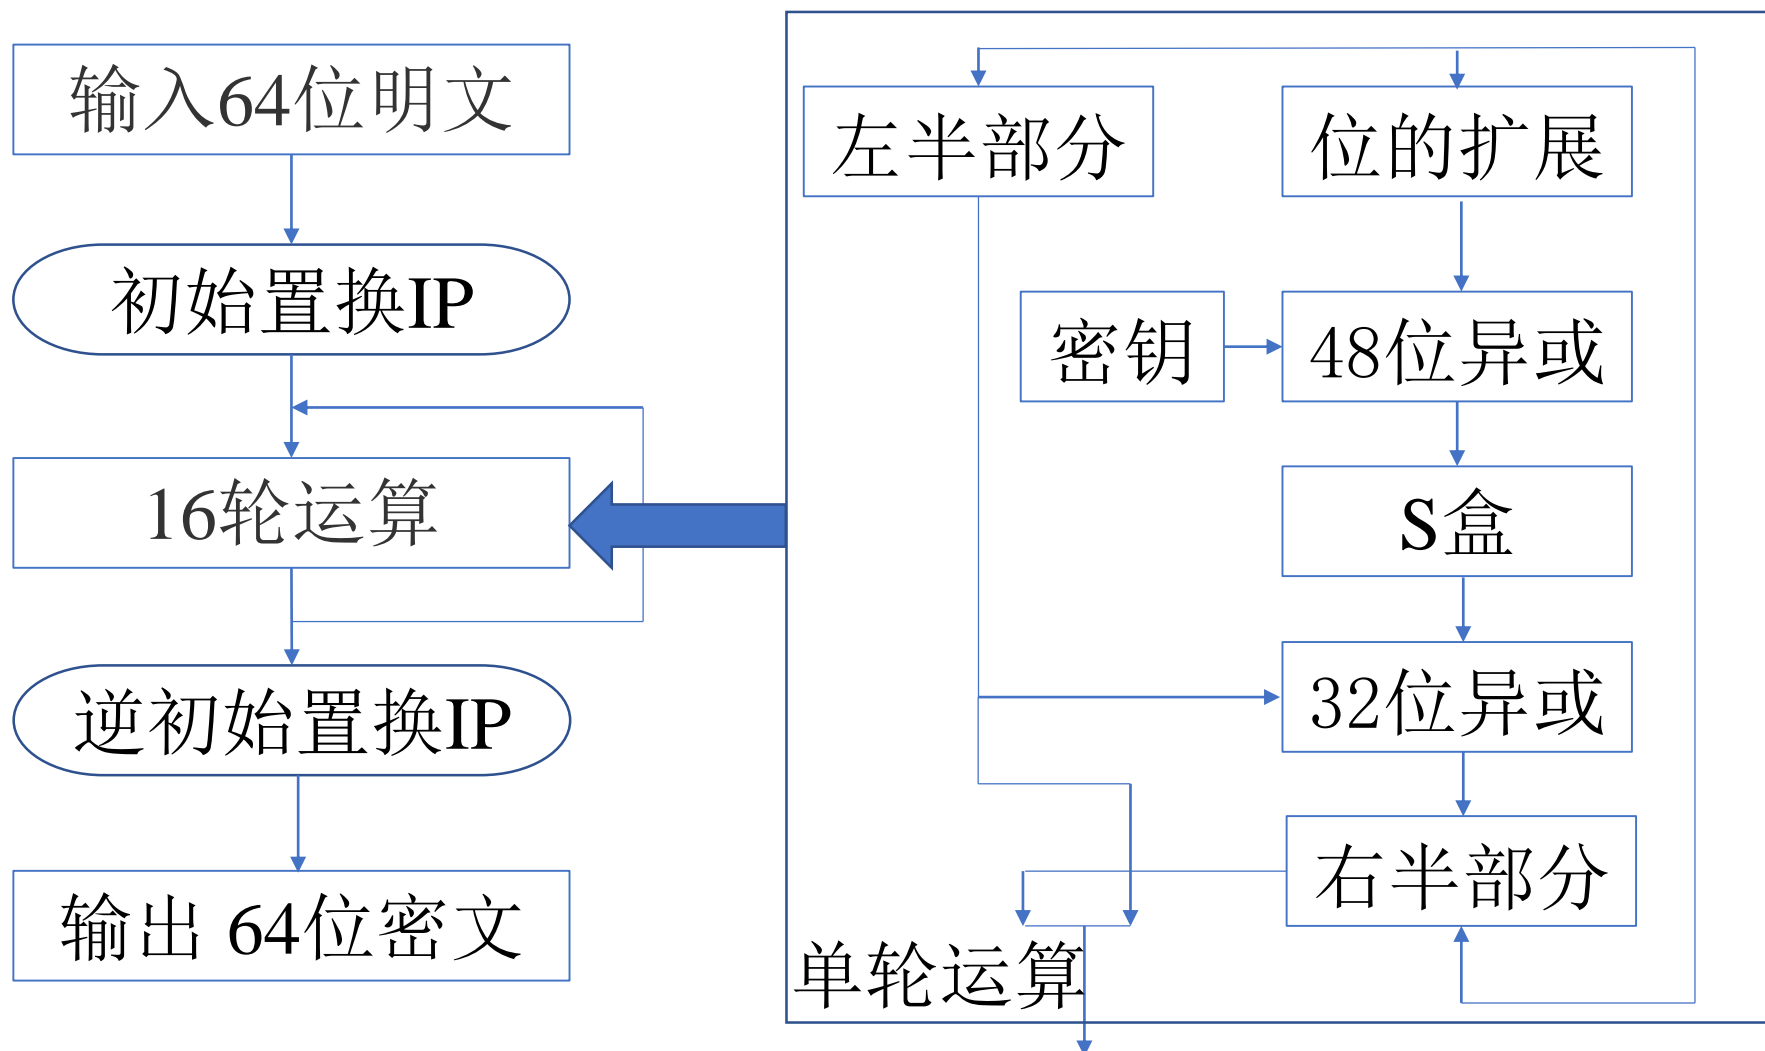 输入64位明文
初始置换IP
16轮运算
逆初始置换IP
输出 64位密文
左半部分
位的扩展
密钥
48位异或
S盒
32位异或
右半部分
单轮运算